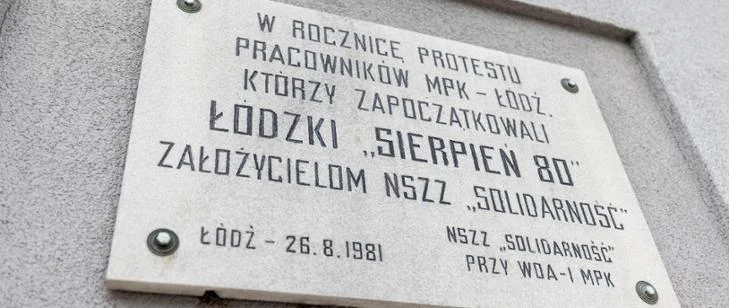 W ROCZNICĘ PROTESTU
PRACOWNIKÓW MPK – ŁÓDŹ.
KTÓRZY ZAPOCZĄTKOWALI
ŁÓDZKI „SIERPIEŃ 80”
ZAŁOŻYCIELOM NSZZ „SOLIDARNOŚĆ”
ŁÓDŹ – 26.8.1981
NSZZ „SOLIDARNOŚĆ”
PRZY WOA-1 MPK